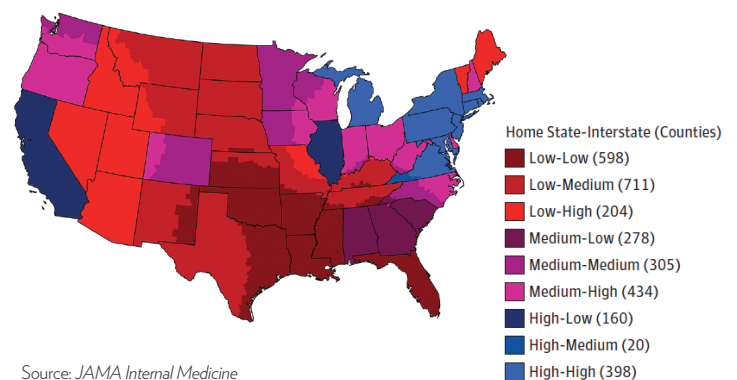 Home State-Interstate (Counties)
Low-Low (598)
Low-Medium (711)
Low-High (204)
Medium-Low (278)
Medium-Medium (305)
Medium-High (434)
High-Low (160)
High-Medium (20)
High-High (398)
Source: JAMA Internal Medicine